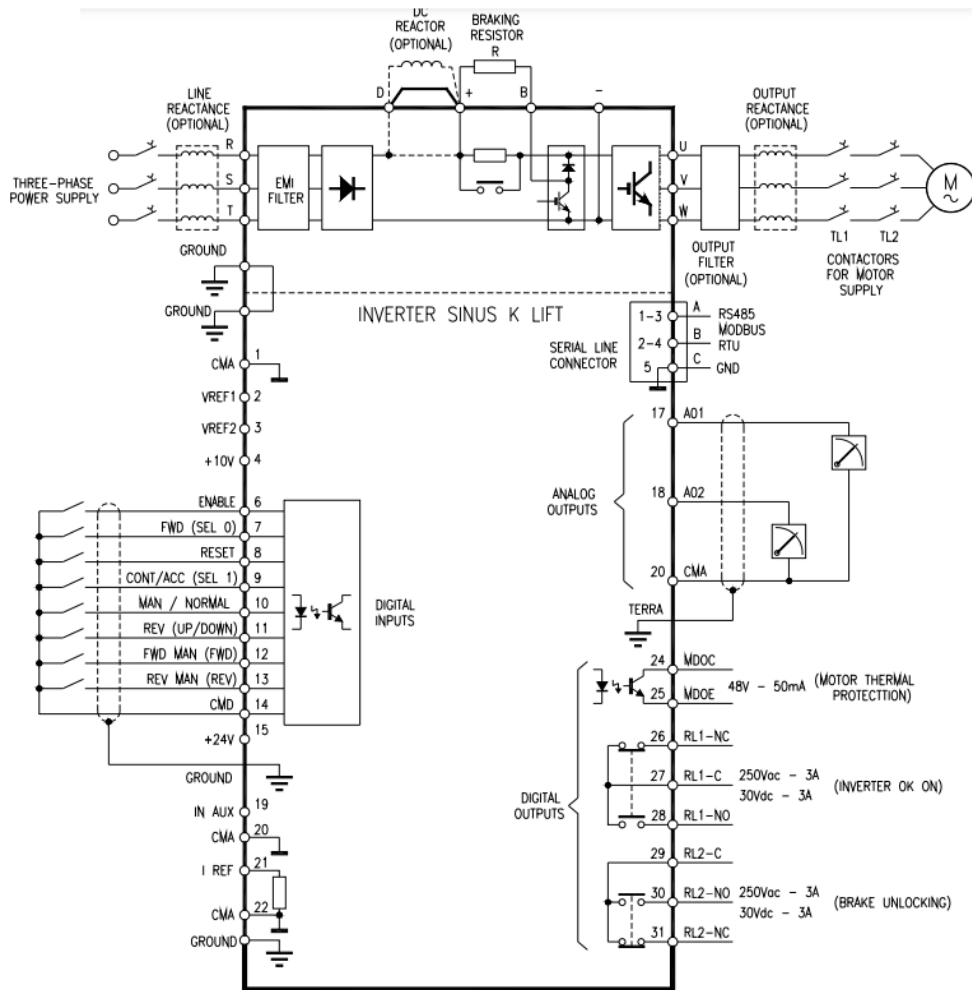 DC
REACTOR
(OPTIONAL)
BRAKING
RESISTOR
R
D
+
B
-
LINE
REACTANCE
(OPTIONAL)
OUTPUT
REACTANCE
(OPTIONAL)
R
S
T
THREE-PHASE
POWER SUPPLY
EMI
FILTER
U
V
W
M
~
OUTPUT
FILTER
(OPTIONAL)
TL1
TL2
CONTACTORS
FOR MOTOR
SUPPLY
GROUND
GROUND
INVERTER SINUS K LIFT
SERIAL LINE
CONNECTOR
1-3 A RS485
MODBUS
2-4 B RTU
5 C GND
CMA 1
VREF1 2
VREF2 3
+10V 4
ENABLE 6
FWD (SEL 0) 7
RESET 8
CONT/ACC (SEL 1) 9
MAN / NORMAL 10
REV (UP/DOWN) 11
FWD MAN (FWD) 12
REV MAN (REV) 13
CMD 14
+24V 15
DIGITAL
INPUTS
GROUND
IN AUX 19
CMA 20
I REF 21
CMA 22
GROUND
ANALOG
OUTPUTS
17 AO1
18 AO2
20 CMA
TERRA
DIGITAL
OUTPUTS
24 MDOC
25 MDOE
48V - 50mA (MOTOR THERMAL
PROTECTION)
26 RL1-NC
27 RL1-C 250Vac - 3A
30Vdc - 3A (INVERTER OK ON)
28 RL1-NO
29 RL2-C
30 RL2-NO 250Vac - 3A
30Vdc - 3A (BRAKE UNLOCKING)
31 RL2-NC